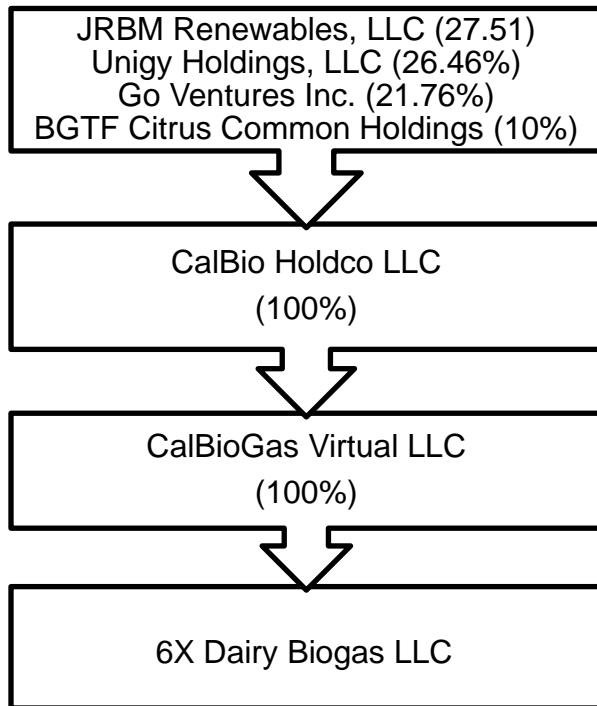 JRBM Renewables, LLC (27.51)
Unigy Holdings, LLC (26.46%)
Go Ventures Inc. (21.76%)
BGTF Citrus Common Holdings (10%)
CalBio Holdco LLC
(100%)
CalBioGas Virtual LLC
(100%)
6X Dairy Biogas LLC